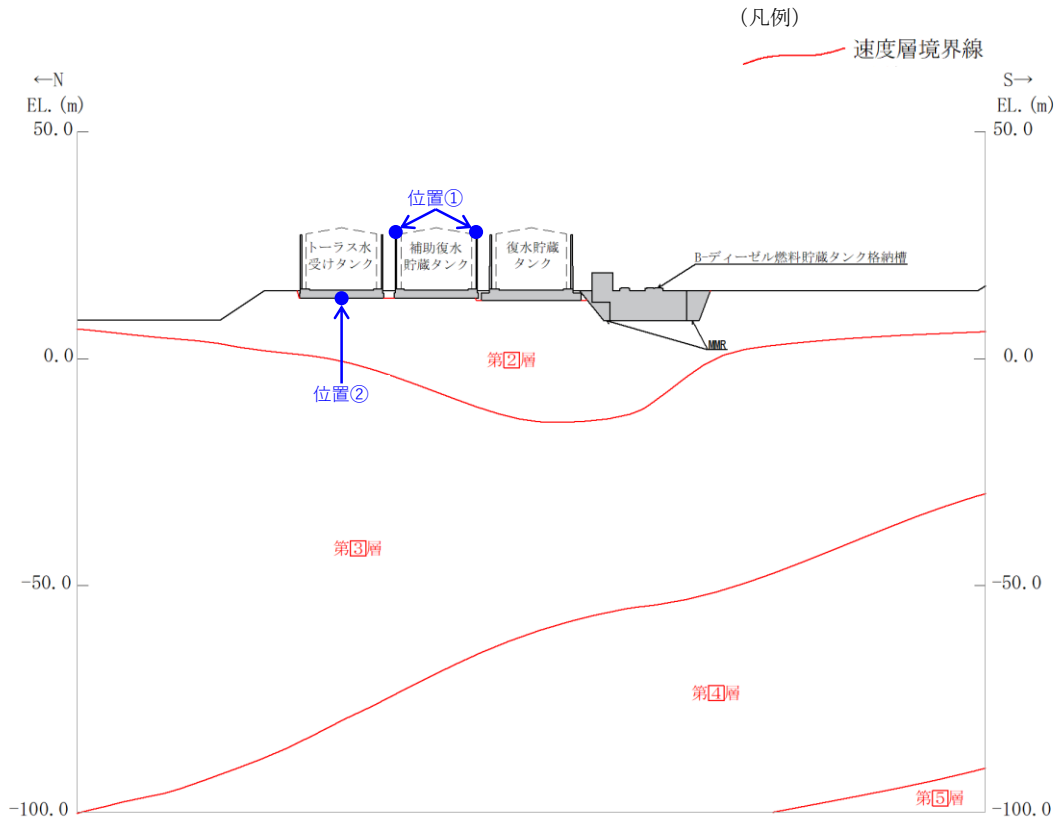 (凡例)
速度層境界線
←N
EL.(m)
S→
EL.(m)
50.0
50.0
位置①
トーラス水
受けタンク
補助復水
貯蔵タンク
復水貯蔵
タンク
B-ディーゼル燃料貯蔵タンク格納槽
0.0
第2層
MMR
0.0
位置②
第3層
-50.0
-50.0
第4層
第5層
-100.0
-100.0